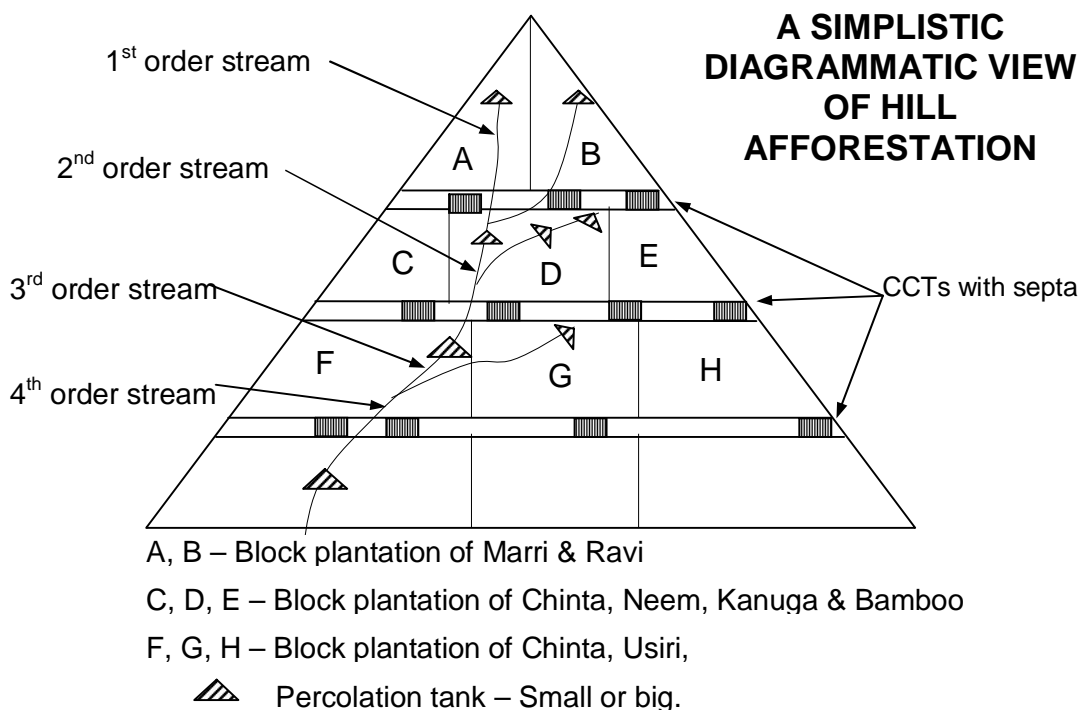 A SIMPLISTIC
DIAGRAMMATIC VIEW
OF HILL
AFFORESTATION
1st order stream
2nd order stream
3rd order stream
4th order stream
A
B
C
D
E
CCTs with septa
F
G
H
A, B – Block plantation of Marri & Ravi
C, D, E – Block plantation of Chinta, Neem, Kanuga & Bamboo
F, G, H – Block plantation of Chinta, Usiri,
Percolation tank – Small or big.